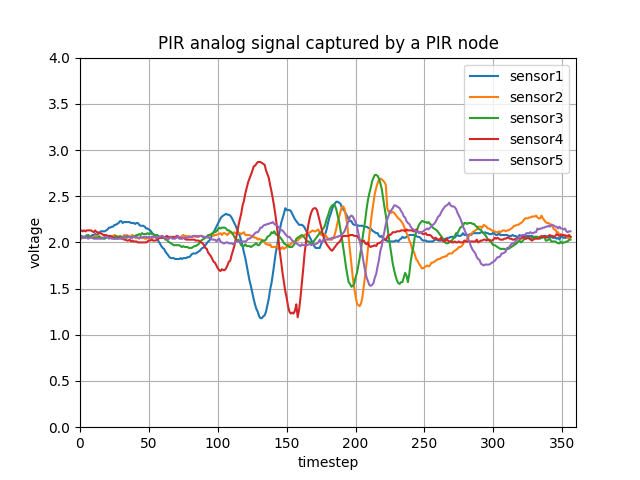 PIR analog signal captured by a PIR node
4.0
3.5
3.0
2.5
2.0
1.5
1.0
0.5
0.0
voltage
sensor1
sensor2
sensor3
sensor4
sensor5
0 50 100 150 200 250 300 350
timestep